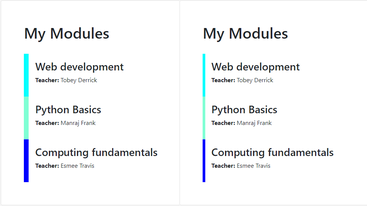 My Modules
Web development
Teacher: Tobey Derrick
Python Basics
Teacher: Manraj Frank
Computing fundamentals
Teacher: Esmee Travis
My Modules
Web development
Teacher: Tobey Derrick
Python Basics
Teacher: Manraj Frank
Computing fundamentals
Teacher: Esmee Travis